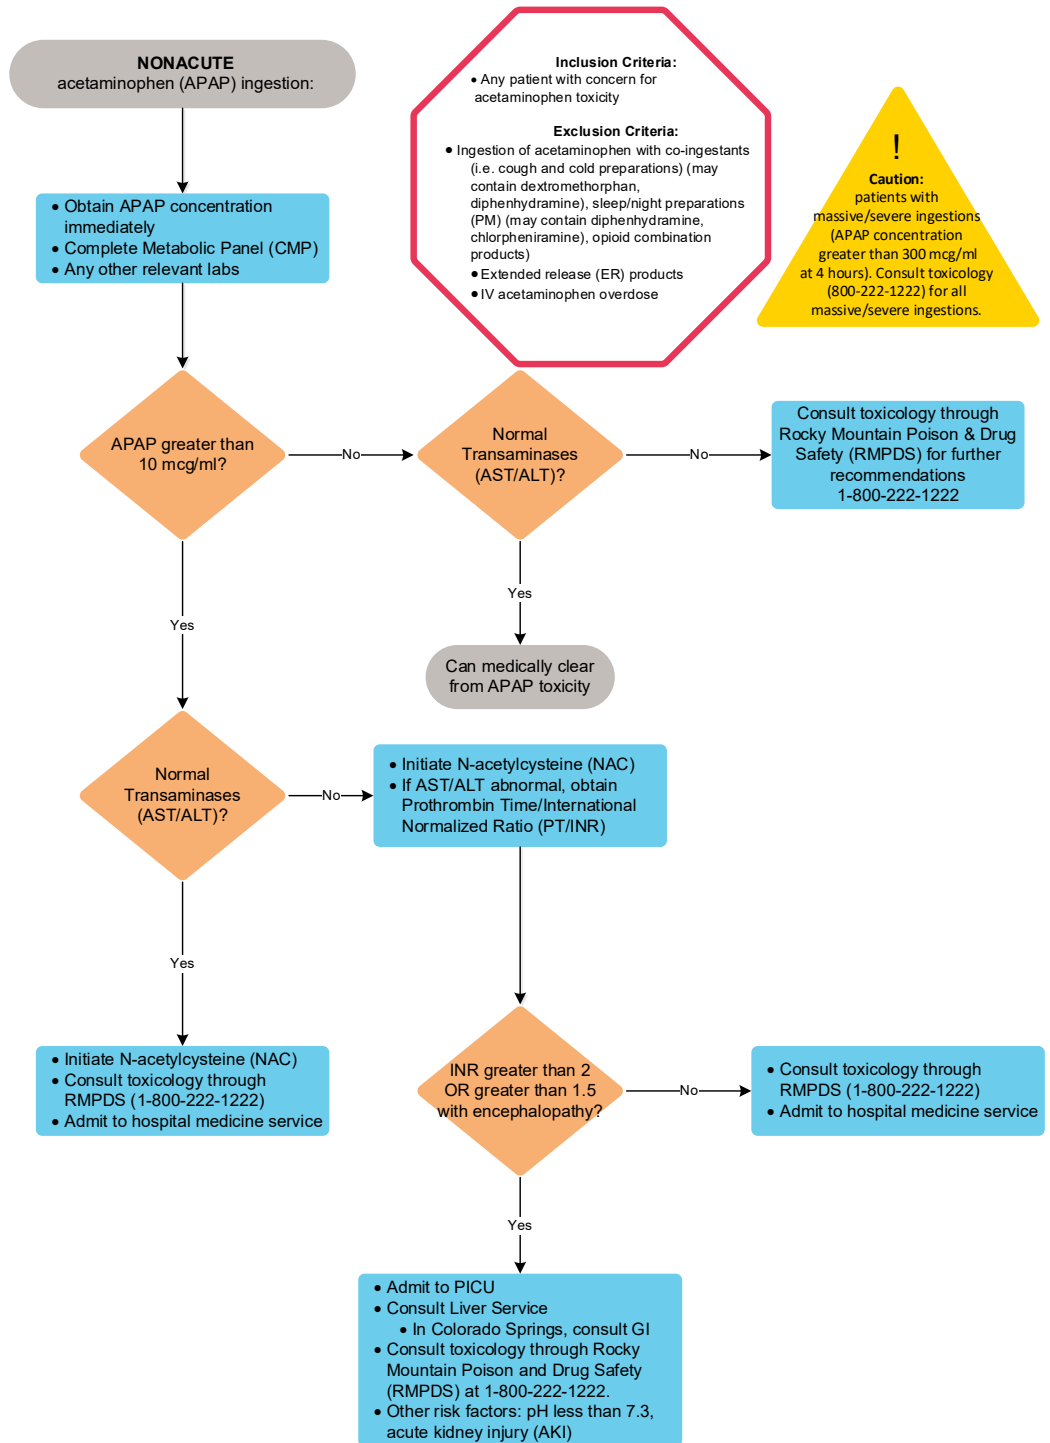 NONACUTE
acetaminophen (APAP) ingestion:
Inclusion Criteria:
• Any patient with concern for
acetaminophen toxicity
Exclusion Criteria:
• Ingestion of acetaminophen with co-ingestants
(i.e. cough and cold preparations) (may
contain dextromethorphan,
diphenhydramine), sleep/night preparations
(PM) (may contain diphenhydramine,
chlorpheniramine), opioid combination
products)
• Extended release (ER) products
• IV acetaminophen overdose
!
Caution:
patients with
massive/severe ingestions
(APAP concentration
greater than 300 mcg/ml
at 4 hours). Consult toxicology
(800-222-1222) for all
massive/severe ingestions.
• Obtain APAP concentration
immediately
• Complete Metabolic Panel (CMP)
• Any other relevant labs
APAP greater than
10 mcg/ml?
No
Normal
Transaminases
(AST/ALT)?
No
Consult toxicology through
Rocky Mountain Poison & Drug
Safety (RMPDS) for further
recommendations
1-800-222-1222
Yes
Can medically clear
from APAP toxicity
Yes
Normal
Transaminases
(AST/ALT)?
No
• Initiate N-acetylcysteine (NAC)
• If AST/ALT abnormal, obtain
Prothrombin Time/International
Normalized Ratio (PT/INR)
Yes
• Initiate N-acetylcysteine (NAC)
• Consult toxicology through
RMPDS (1-800-222-1222)
• Admit to hospital medicine service
INR greater than 2
OR greater than 1.5
with encephalopathy?
No
• Consult toxicology through
RMPDS (1-800-222-1222)
• Admit to hospital medicine service
Yes
• Admit to PICU
• Consult Liver Service
• In Colorado Springs, consult GI
• Consult toxicology through Rocky
Mountain Poison and Drug Safety
(RMPDS) at 1-800-222-1222.
• Other risk factors: pH less than 7.3,
acute kidney injury (AKI)